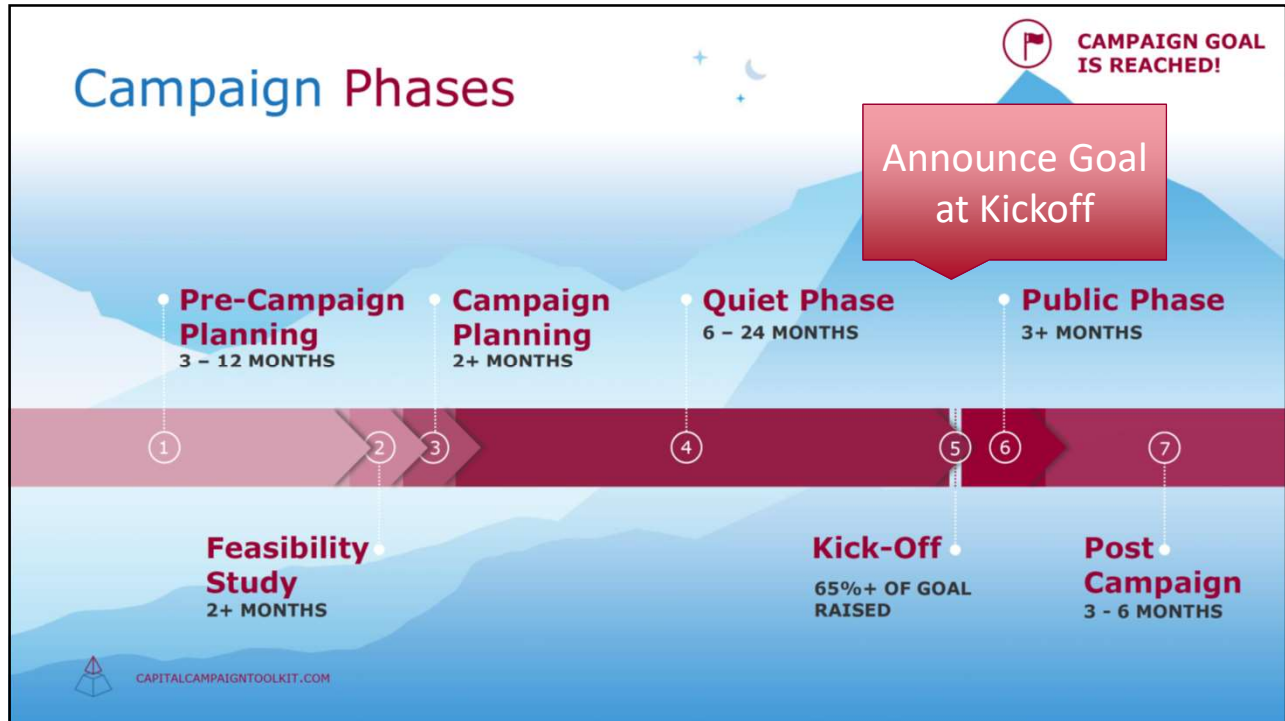 CAMPAIGN GOAL
IS REACHED!
Campaign Phases
Announce Goal
at Kickoff
Pre-Campaign
Planning
3 – 12 MONTHS
Campaign
Planning
2+ MONTHS
Quiet Phase
6 – 24 MONTHS
Public Phase
3+ MONTHS
1
2
3
4
5
6
7
Feasibility
Study
2+ MONTHS
Kick-Off
65%+ OF GOAL
RAISED
Post
Campaign
3 - 6 MONTHS
CAPITALCAMPAIGNTOOLKIT.COM